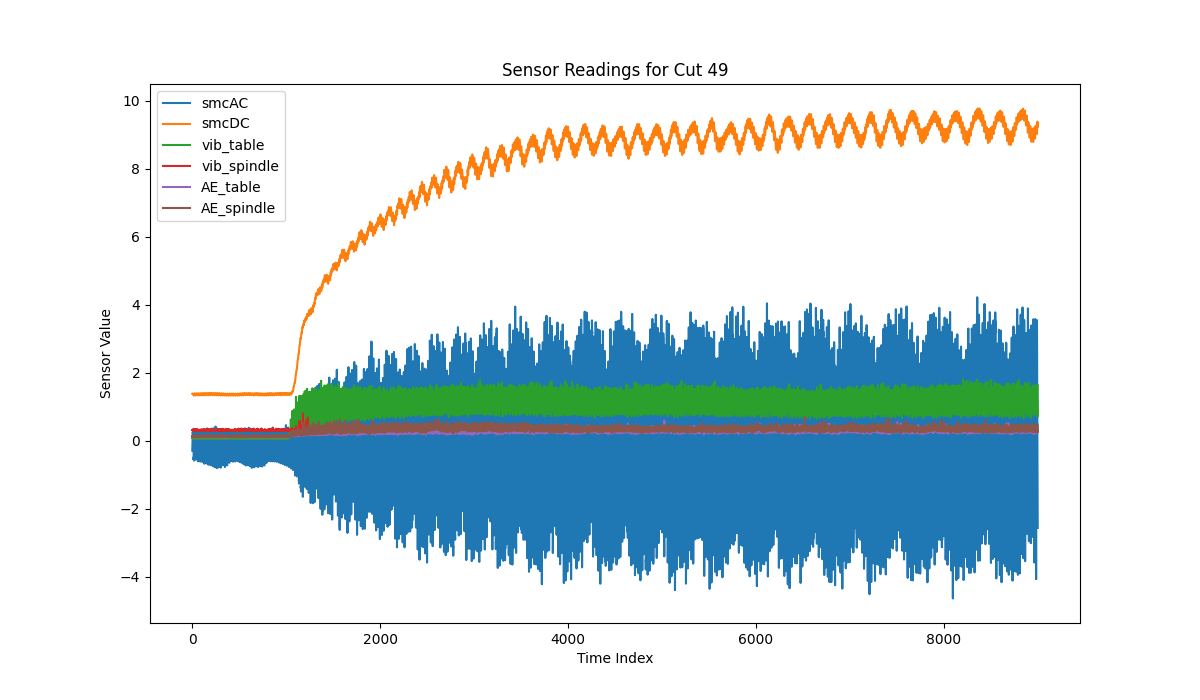 Sensor Readings for Cut 49
smcAC
smcDC
vib_table
vib_spindle
AE_table
AE_spindle
Sensor Value
10
8
6
4
2
0
−2
−4
0 2000 4000 6000 8000
Time Index